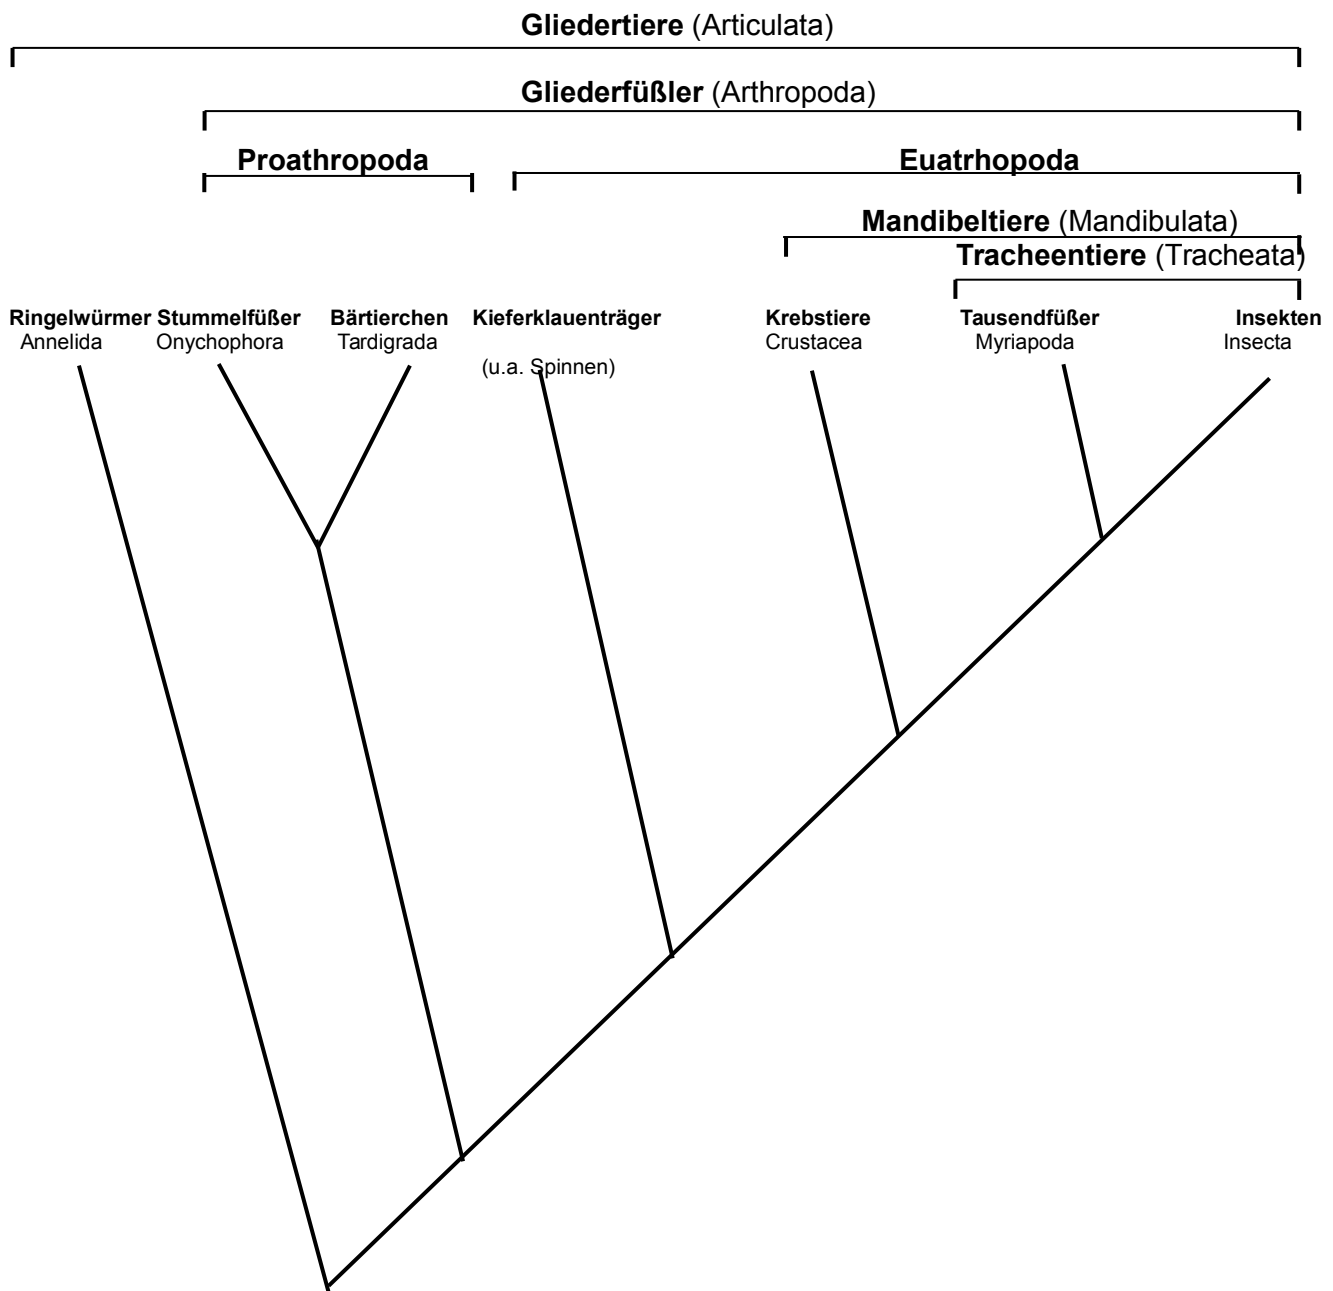 Gliedertiere (Articulata)
Gliederfüßler (Arthropoda)
Proathropoda Euatrhopoda
Mandibeltiere (Mandibulata)
Tracheentiere (Tracheata)
Ringelwürmer Stummelfüßer Bärtierchen Kieferklauenträger Krebstiere Tausendfüßer Insekten
Annelida Onychophora Tardigrada Crustacea Myriapoda Insecta
(u.a. Spinnen)